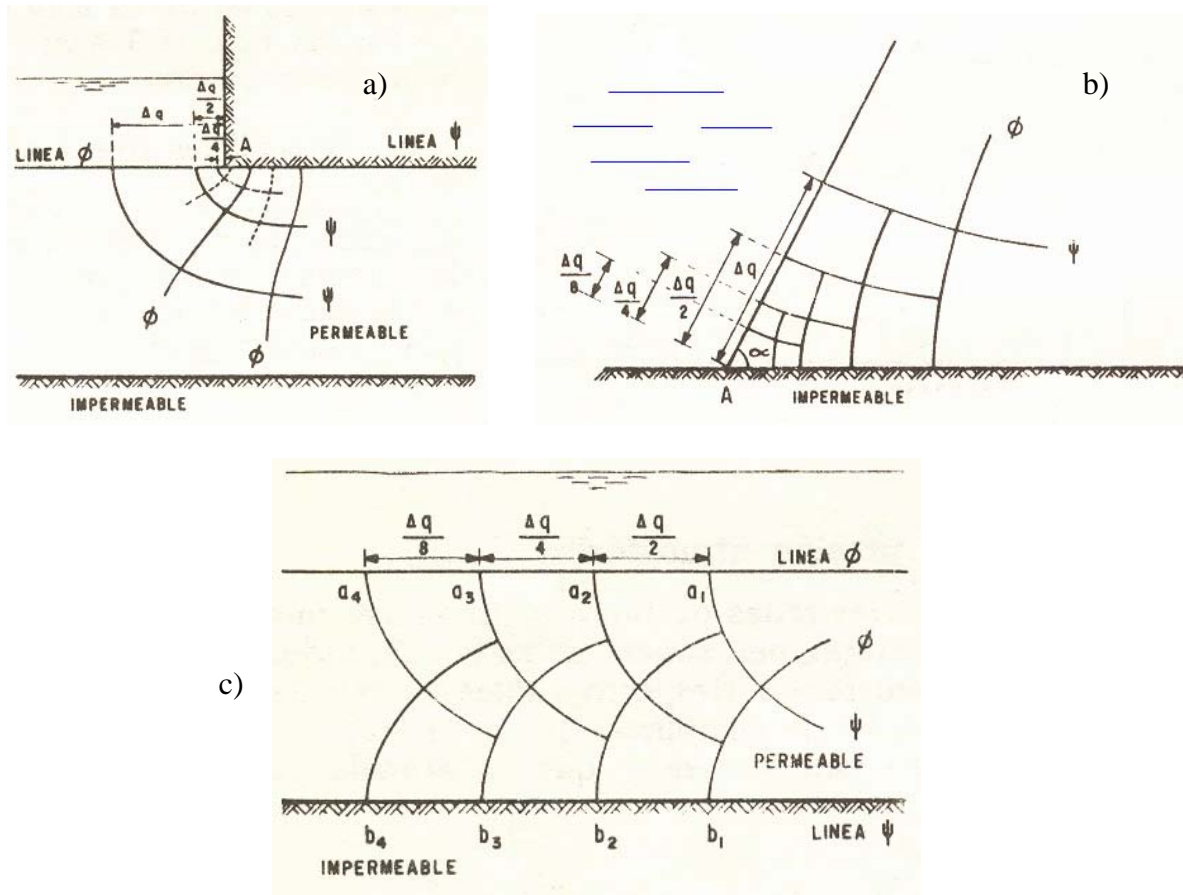 a)
Δq
Δq
2
Δq
4
A
LINEA ϕ
LINEA ψ
ψ
ψ
ϕ
ϕ
PERMEABLE
IMPERMEABLE
b)
ϕ
ψ
Δq
Δq
2
Δq
4
Δq
8
α
A
IMPERMEABLE
c)
Δq
8
Δq
4
Δq
2
LINEA ϕ
a4
a3
a2
a1
ϕ
ψ
PERMEABLE
b4
b3
b2
b1
LINEA ψ
IMPERMEABLE